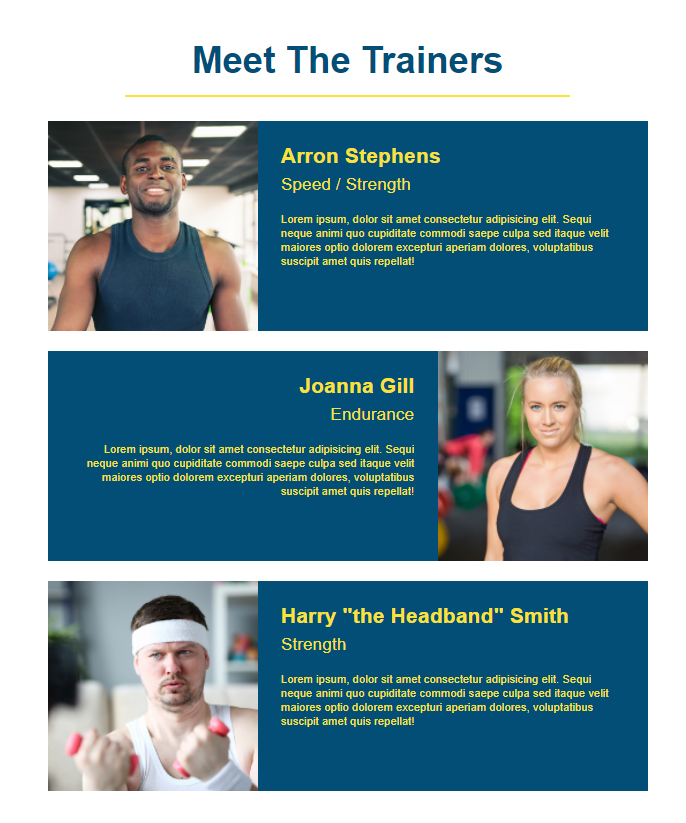 Meet The Trainers
Arron Stephens
Speed / Strength
Lorem ipsum, dolor sit amet consectetur adipisicing elit. Sequi
neque animi quo cupiditate commodi saepe culpa sed itaque velit
maiores optio dolorem excepturi aperiam dolores, voluptatibus
suscipit amet quis repellat!
Joanna Gill
Endurance
Lorem ipsum, dolor sit amet consectetur adipisicing elit. Sequi
neque animi quo cupiditate commodi saepe culpa sed itaque velit
maiores optio dolorem excepturi aperiam dolores, voluptatibus
suscipit amet quis repellat!
Harry "the Headband" Smith
Strength
Lorem ipsum, dolor sit amet consectetur adipisicing elit. Sequi
neque animi quo cupiditate commodi saepe culpa sed itaque velit
maiores optio dolorem excepturi aperiam dolores, voluptatibus
suscipit amet quis repellat!